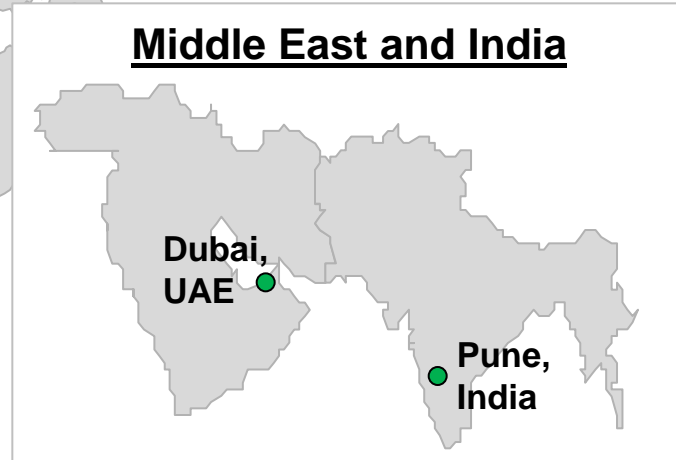 Middle East and India
Dubai,
UAE
Pune,
India